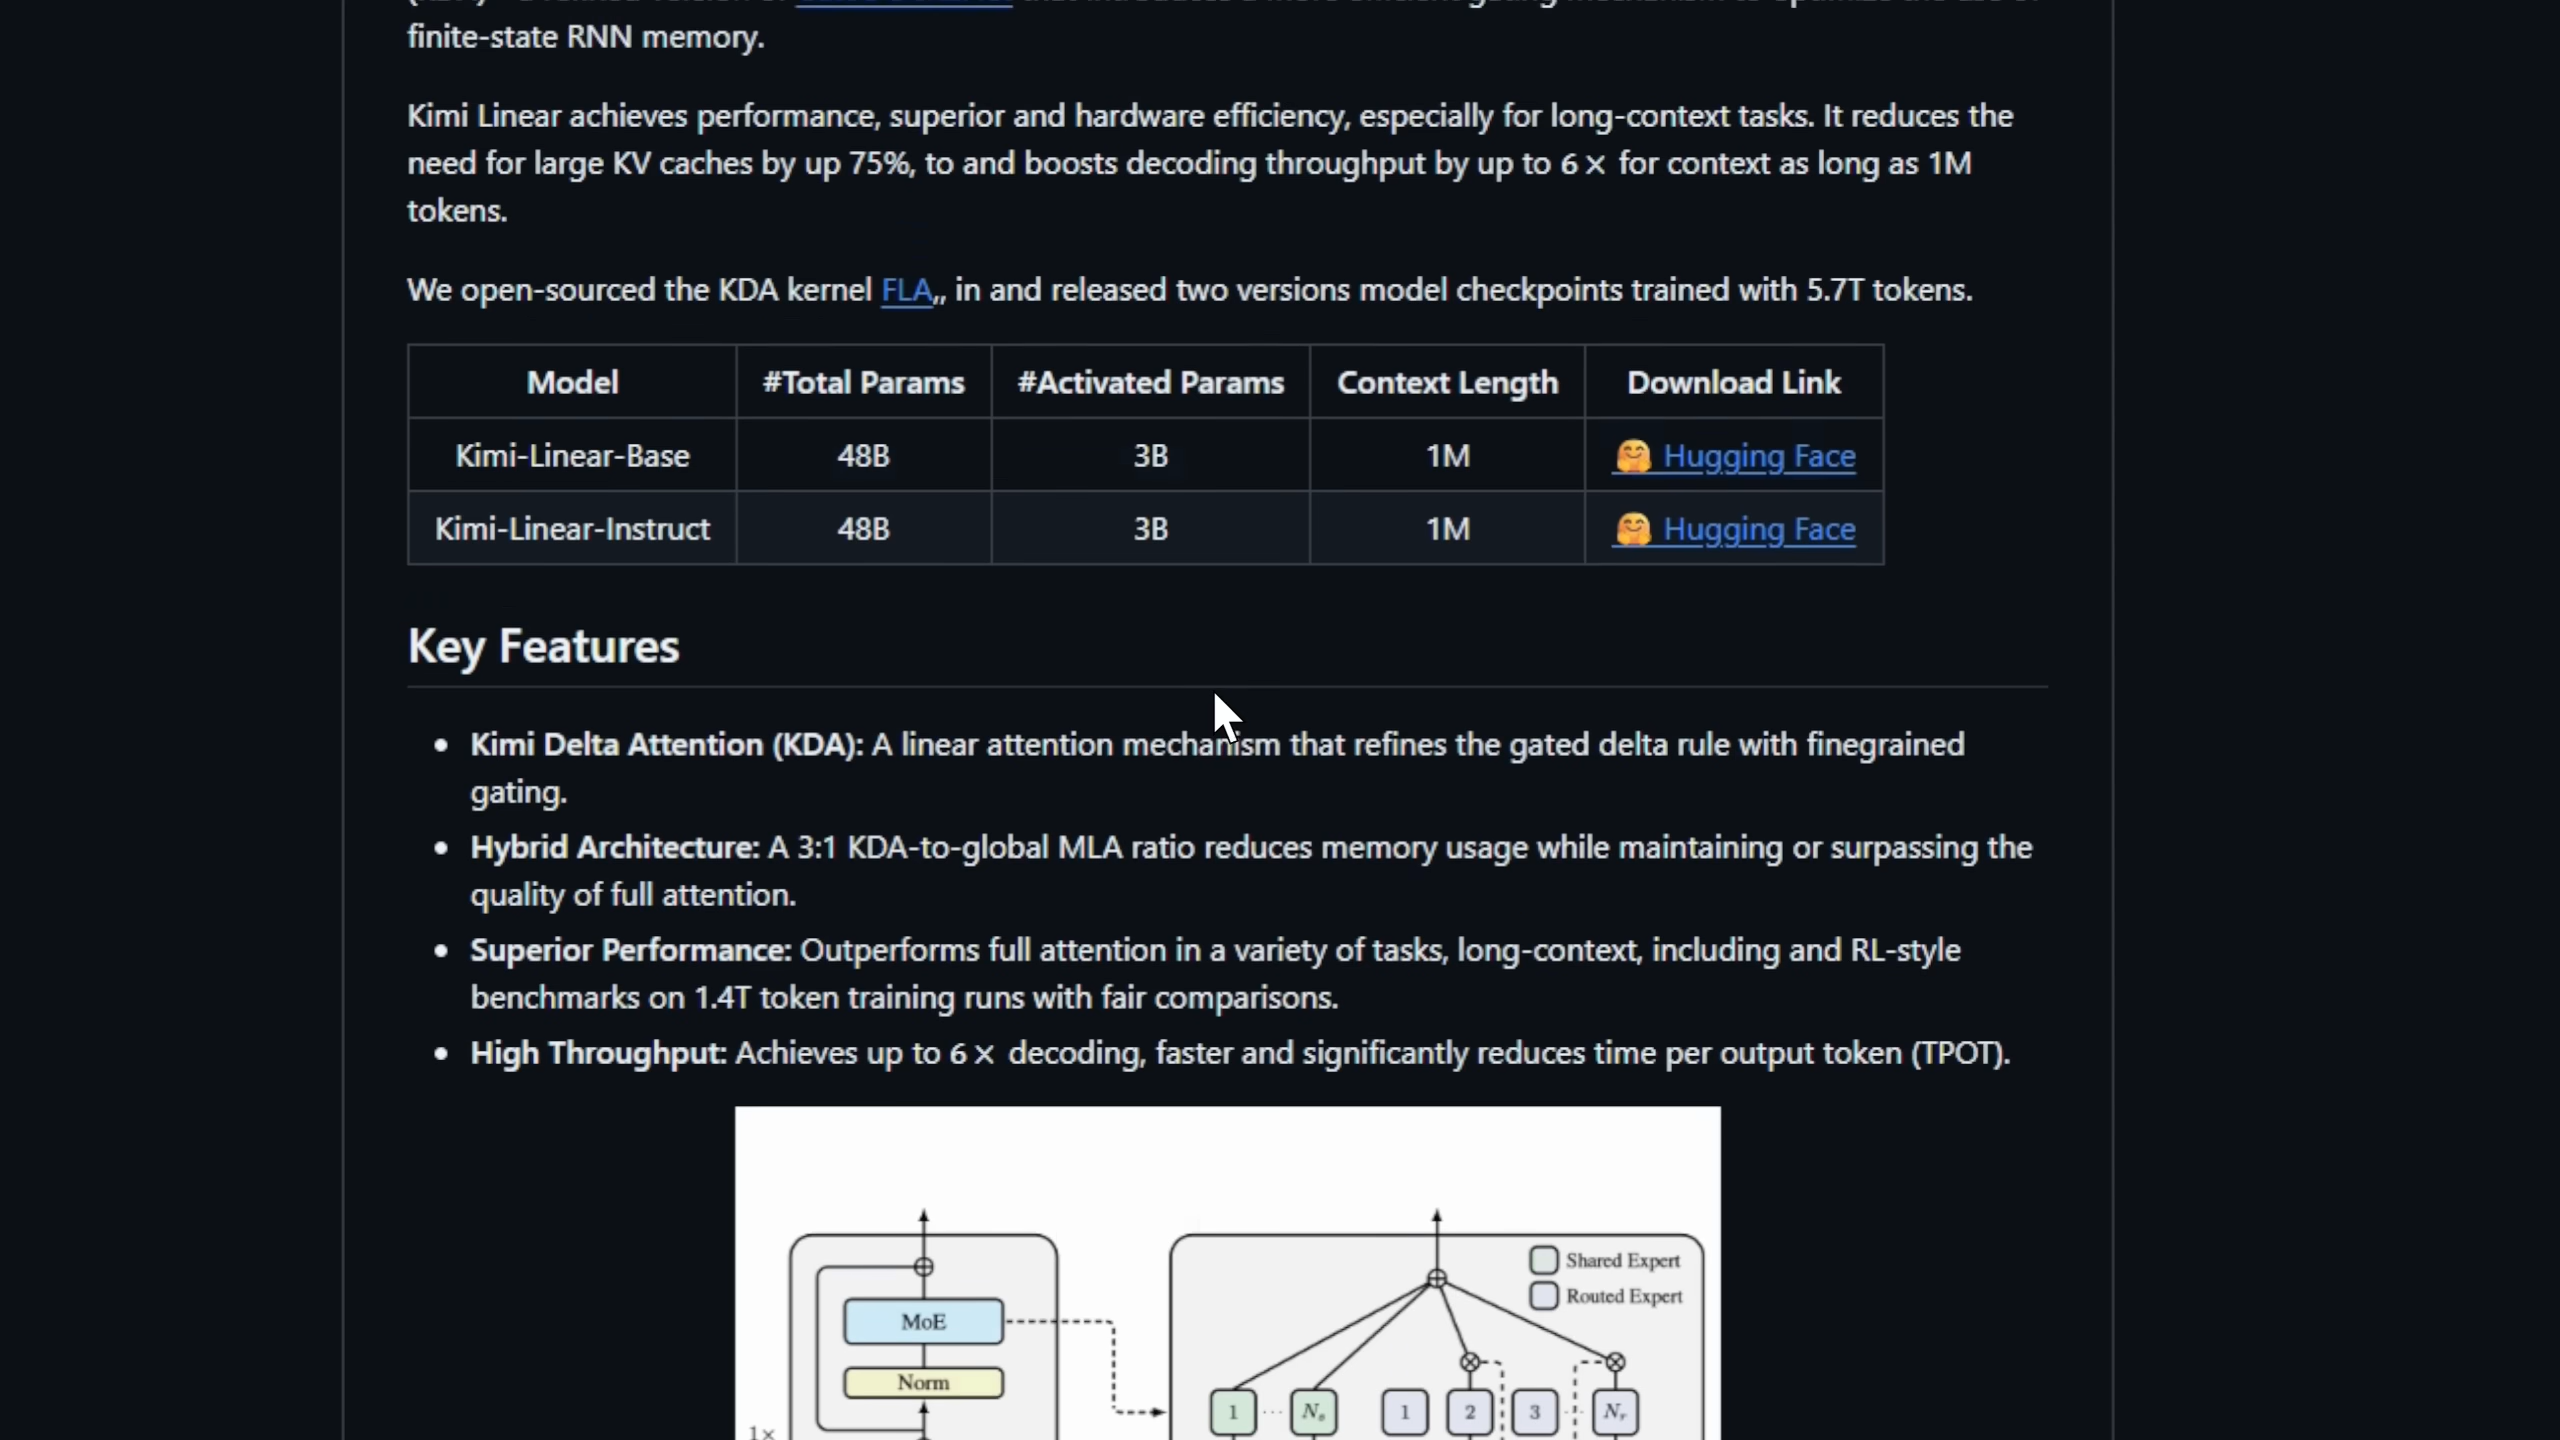 finite-state RNN memory.
Kimi Linear achieves performance, superior and hardware efficiency, especially for long-context tasks. It reduces the
need for large KV caches by up 75%, to and boosts decoding throughput by up to 6 × for context as long as 1M
tokens.
We open-sourced the KDA kernel FLA,, in and released two versions model checkpoints trained with 5.7T tokens.
Model #Total Params #Activated Params Context Length Download Link
Kimi-Linear-Base 48B 3B 1M 🤗 Hugging Face
Kimi-Linear-Instruct 48B 3B 1M 🤗 Hugging Face
Key Features
• Kimi Delta Attention (KDA): A linear attention mechanism that refines the gated delta rule with finegrained
gating.
• Hybrid Architecture: A 3:1 KDA-to-global MLA ratio reduces memory usage while maintaining or surpassing the
quality of full attention.
• Superior Performance: Outperforms full attention in a variety of tasks, long-context, including and RL-style
benchmarks on 1.4T token training runs with fair comparisons.
• High Throughput: Achieves up to 6 × decoding, faster and significantly reduces time per output token (TPOT).
Shared Expert
Routed Expert
MoE
Norm
1 ... Ns 1 2 3 ... Nr
1×